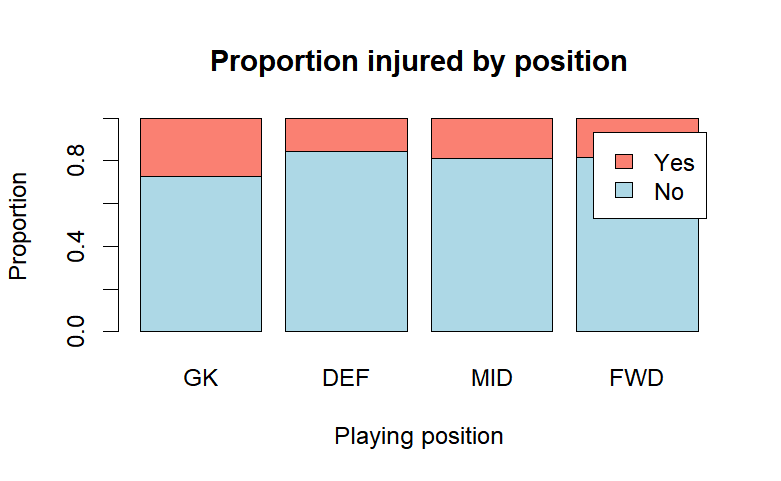 Proportion injured by position
Proportion
0.8
0.4
0.0
Yes
No
GK DEF MID FWD
Playing position